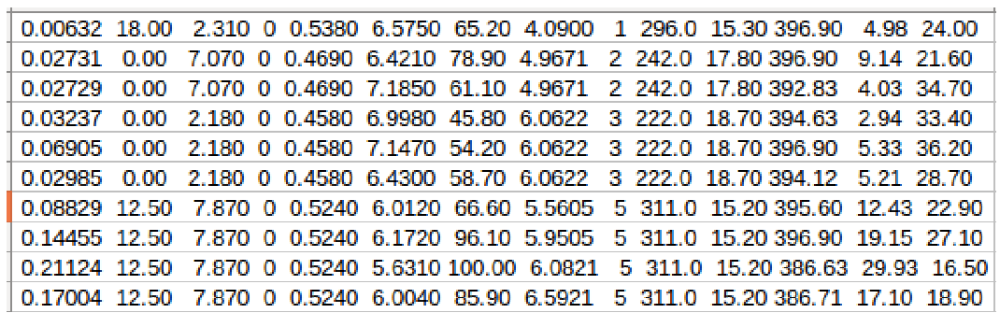 0.00632 18.00 2.310 0 0.5380 6.5750 65.20 4.0900 1 296.0 15.30 396.90 4.98 24.00
0.02731 0.00 7.070 0 0.4690 6.4210 78.90 4.9671 2 242.0 17.80 396.90 9.14 21.60
0.02729 0.00 7.070 0 0.4690 7.1850 61.10 4.9671 2 242.0 17.80 392.83 4.03 34.70
0.03237 0.00 2.180 0 0.4580 6.9980 45.80 6.0622 3 222.0 18.70 394.63 2.94 33.40
0.06905 0.00 2.180 0 0.4580 7.1470 54.20 6.0622 3 222.0 18.70 396.90 5.33 36.20
0.02985 0.00 2.180 0 0.4580 6.4300 58.70 6.0622 3 222.0 18.70 394.12 5.21 28.70
0.08829 12.50 7.870 0 0.5240 6.0120 66.60 5.5605 5 311.0 15.20 395.60 12.43 22.90
0.14455 12.50 7.870 0 0.5240 6.1720 96.10 5.9505 5 311.0 15.20 396.90 19.15 27.10
0.21124 12.50 7.870 0 0.5240 5.6310 100.00 6.0821 5 311.0 15.20 386.63 29.93 16.50
0.17004 12.50 7.870 0 0.5240 6.0040 85.90 6.5921 5 311.0 15.20 386.71 17.10 18.90